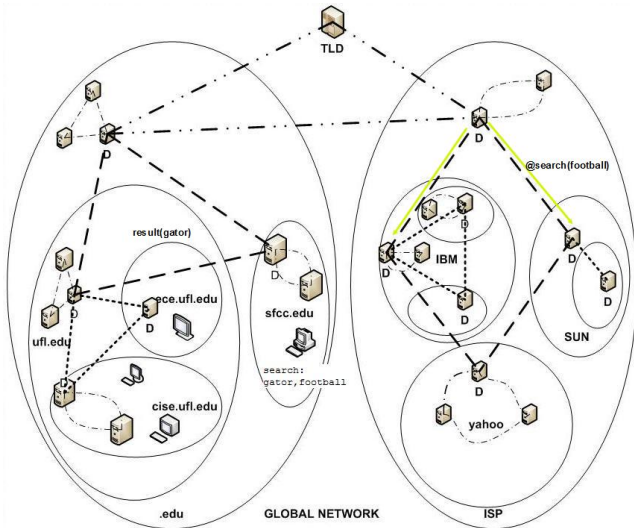 TLD
D
D
@search(football)
result(gator)
D
IBM
D
D
D
D
ece.ufl.edu
D
D
sfcc.edu
D
D
ufl.edu
SUN
search:
gator,football
D
cise.ufl.edu
yahoo
.edu
GLOBAL NETWORK
ISP